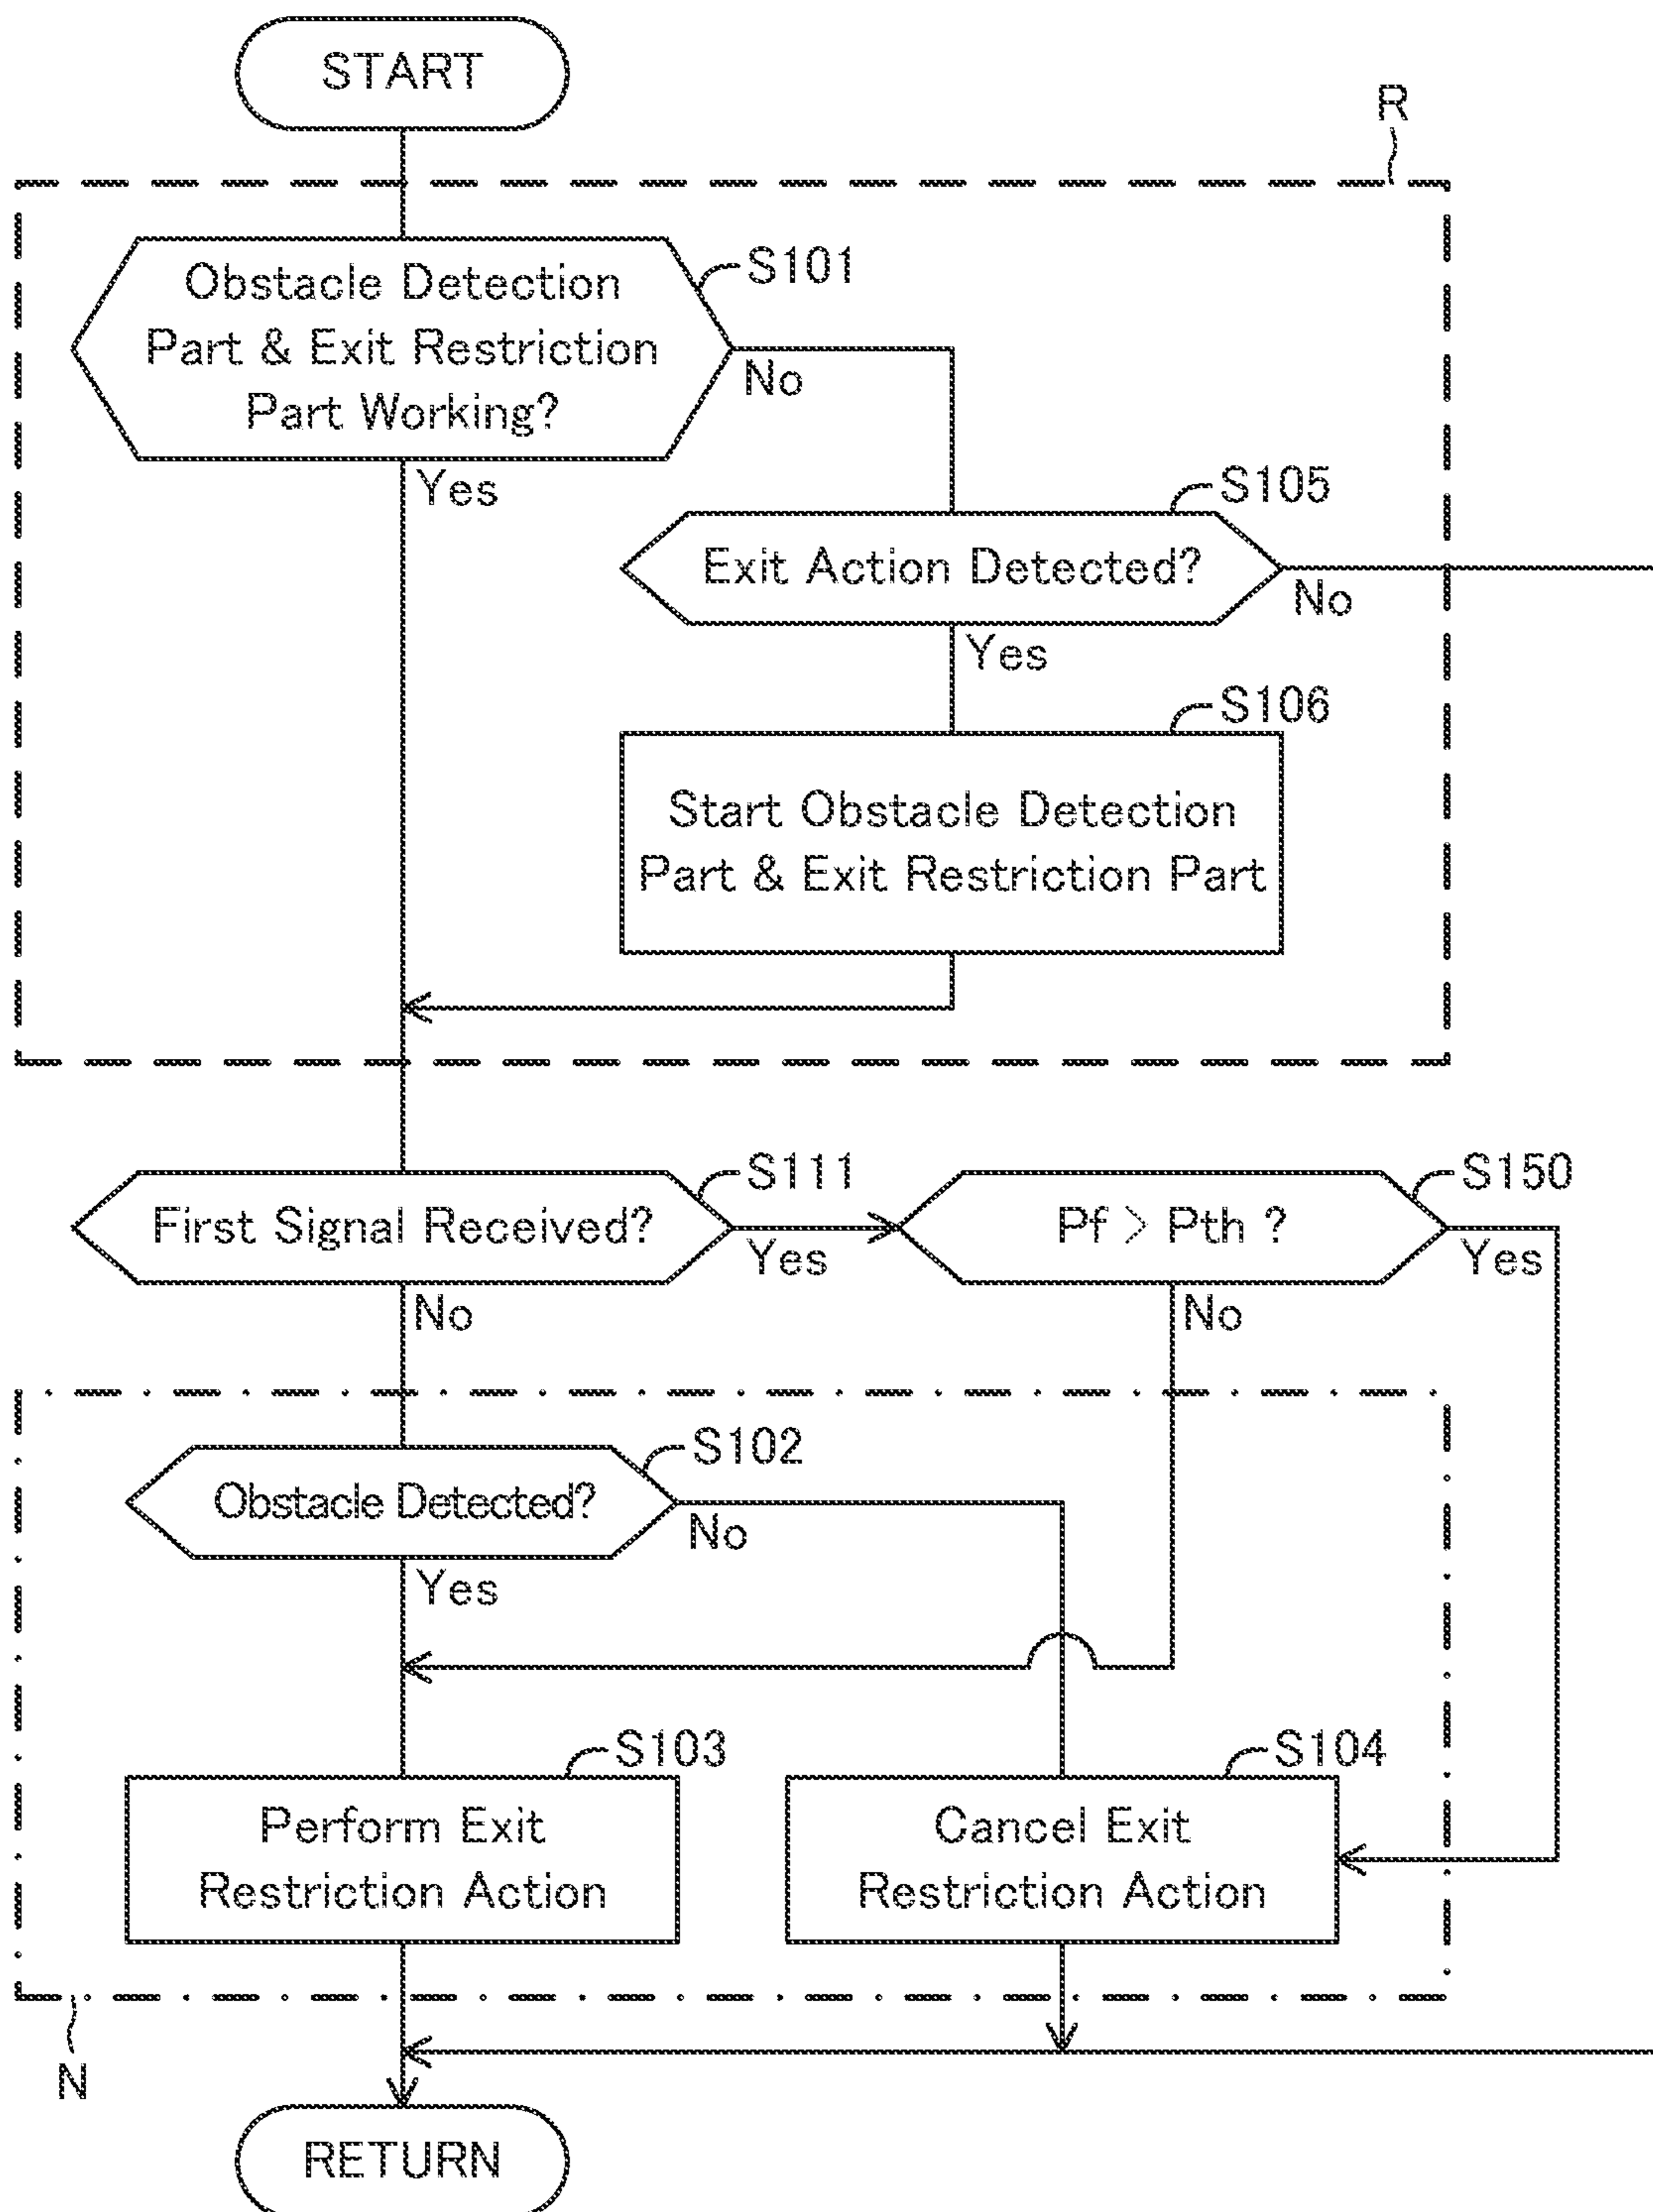 START
R
S101
Obstacle Detection
Part & Exit Restriction
Part Working?
No
Yes
S105
Exit Action Detected?
No
Yes
S106
Start Obstacle Detection
Part & Exit Restriction Part
S111
First Signal Received?
Yes
No
S150
Pf > Pth ?
Yes
No
S102
Obstacle Detected?
No
Yes
S103
Perform Exit
Restriction Action
S104
Cancel Exit
Restriction Action
N
RETURN